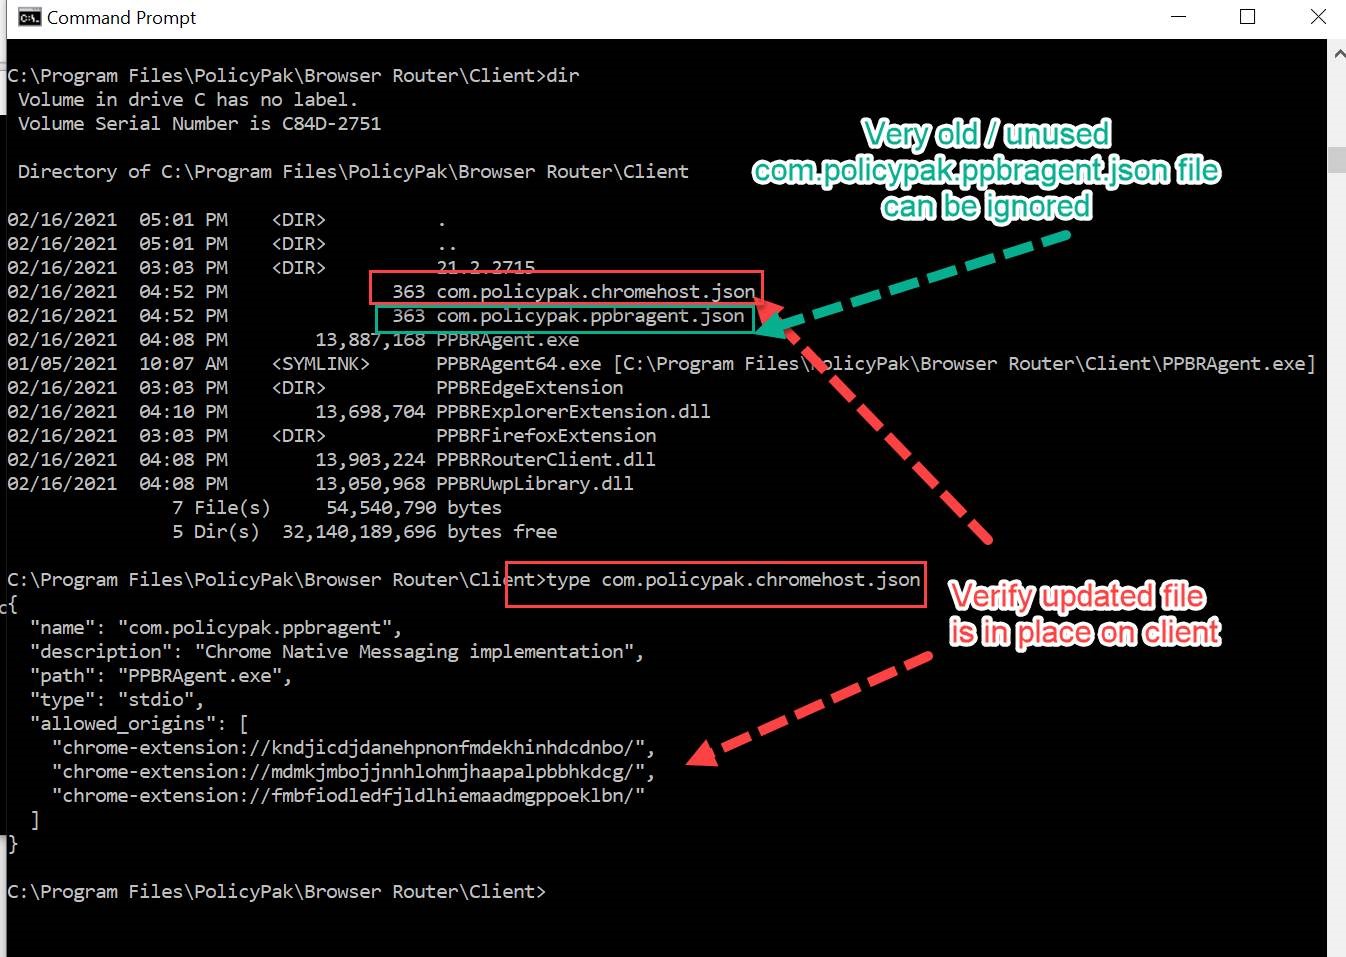 Command Prompt
C:\Program Files\PolicyPak\Browser Router\Client>dir
Volume in drive C has no label.
Volume Serial Number is C84D-2751
Directory of C:\Program Files\PolicyPak\Browser Router\Client
02/16/2021  05:01 PM    <DIR>          .
02/16/2021  05:01 PM    <DIR>          ..
02/16/2021  03:03 PM    <DIR>          21.2.2715
02/16/2021  04:52 PM               363 com.policypak.chromehost.json
02/16/2021  04:52 PM               363 com.policypak.ppbragent.json
02/16/2021  04:08 PM        13,887,168 PPBRAgent.exe
01/05/2021  10:07 AM    <SYMLINK>      PPBRAgent64.exe [C:\Program Files\PolicyPak\Browser Router\Client\PPBRAgent.exe]
02/16/2021  03:03 PM    <DIR>          PPBREdgeExtension
02/16/2021  04:10 PM        13,698,704 PPBRExplorerExtension.dll
02/16/2021  03:03 PM    <DIR>          PPBRFirefoxExtension
02/16/2021  04:08 PM        13,903,224 PPBRRouterClient.dll
02/16/2021  04:08 PM        13,050,968 PPBRUwpLibrary.dll
7 File(s)     54,540,790 bytes
5 Dir(s)  32,140,189,696 bytes free
Very old / unused
com.policypak.ppbragent.json file
can be ignored
C:\Program Files\PolicyPak\Browser Router\Client>type com.policypak.chromehost.json
c{
"name": "com.policypak.ppbragent",
"description": "Chrome Native Messaging implementation",
"path": "PPBRAgent.exe",
"type": "stdio",
"allowed_origins": [
"chrome-extension://kndjicdjdanehpnonfmdekhinhdcdnbo/",
"chrome-extension://mdmkjmbojjnnhlohmjhaapalpbbhkdcg/",
"chrome-extension://fmbfiodledfjldlhiemaadmgppoeklbn/"
]
}
Verify updated file
is in place on client
C:\Program Files\PolicyPak\Browser Router\Client>